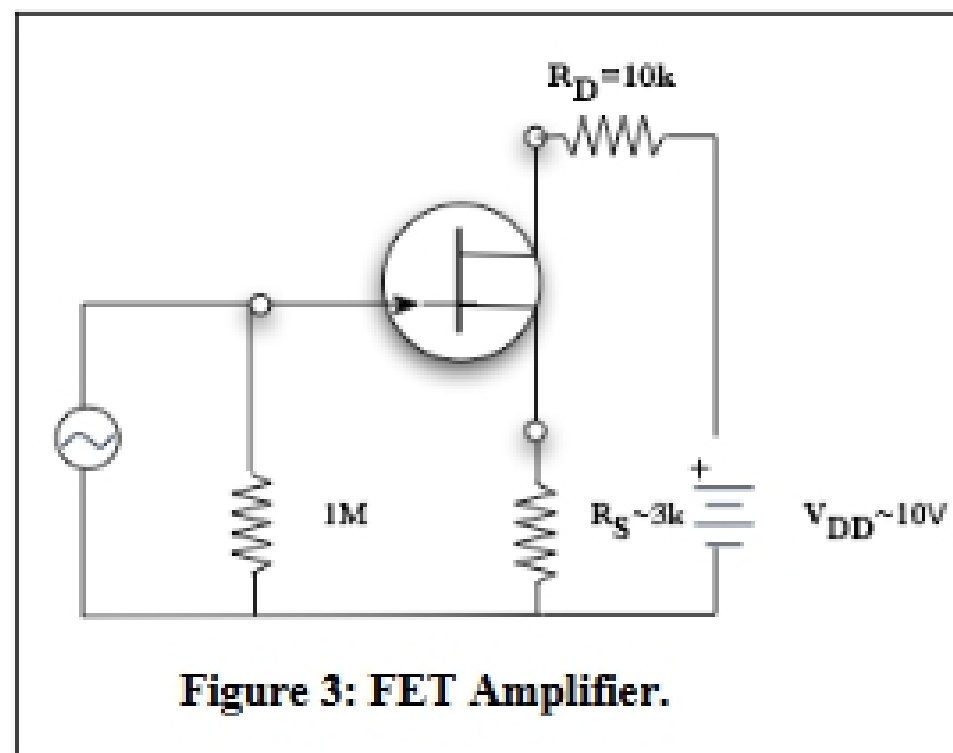 RD=10k
1M
RS~3k
+
VDD~10V
Figure 3: FET Amplifier.